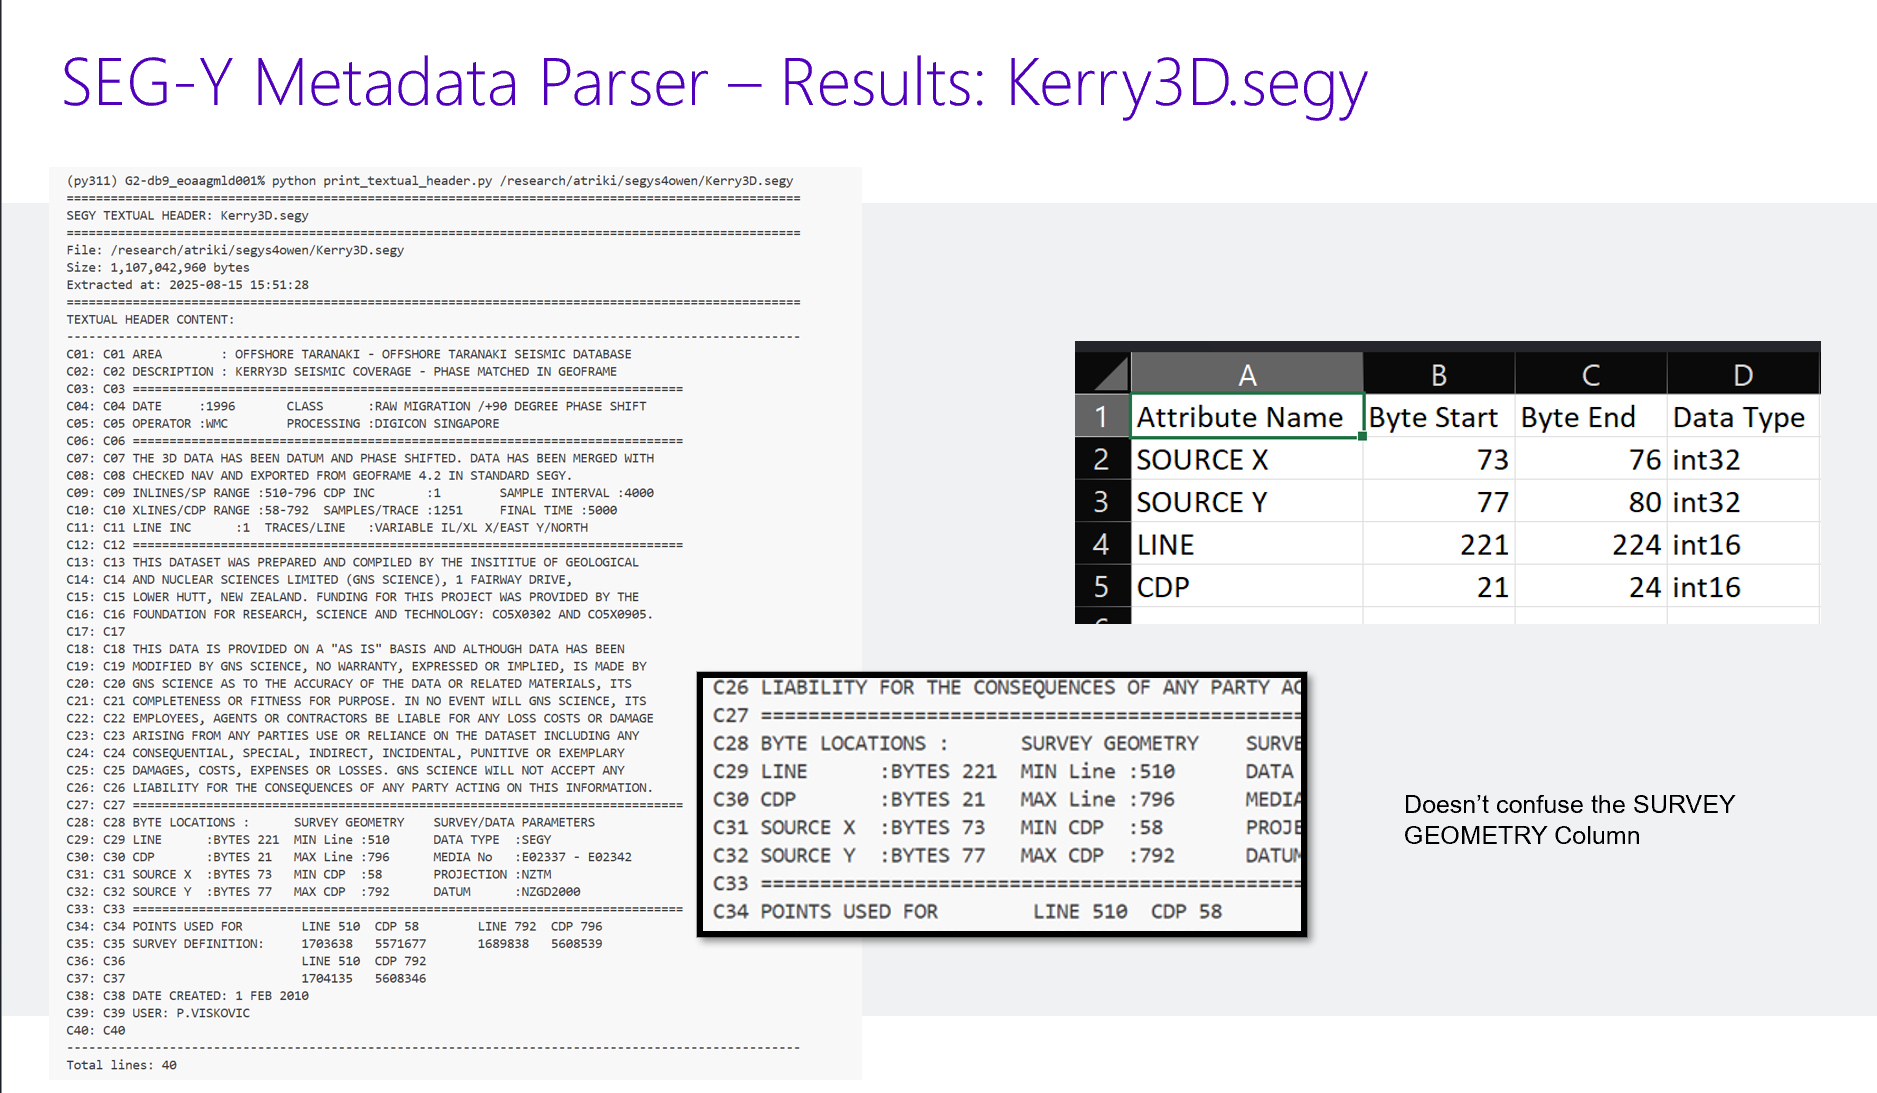 SEG-Y Metadata Parser – Results: Kerry3D.segy
(py311) G2-db9_eoaagmld001% python print_textual_header.py /research/atriki/segys4owen/Kerry3D.segy
====================================================================================================
SEGY TEXTUAL HEADER: Kerry3D.segy
====================================================================================================
File: /research/atriki/segys4owen/Kerry3D.segy
Size: 1,107,042,960 bytes
Extracted at: 2025-08-15 15:51:28
====================================================================================================
TEXTUAL HEADER CONTENT:
----------------------------------------------------------------------------------------------------
C01: C01 AREA        : OFFSHORE TARANAKI - OFFSHORE TARANAKI SEISMIC DATABASE
C02: C02 DESCRIPTION : KERRY3D SEISMIC COVERAGE - PHASE MATCHED IN GEOFRAME
C03: C03 ===========================================================================
C04: C04 DATE     :1996       CLASS      :RAW MIGRATION /+90 DEGREE PHASE SHIFT
C05: C05 OPERATOR :WMC        PROCESSING :DIGICON SINGAPORE
C06: C06 ===========================================================================
C07: C07 THE 3D DATA HAS BEEN DATUM AND PHASE SHIFTED. DATA HAS BEEN MERGED WITH
C08: C08 CHECKED NAV AND EXPORTED FROM GEOFRAME 4.2 IN STANDARD SEGY.
C09: C09 INLINES/SP RANGE :510-796 CDP INC       :1        SAMPLE INTERVAL :4000
C10: C10 XLINES/CDP RANGE :58-792  SAMPLES/TRACE :1251     FINAL TIME :5000
C11: C11 LINE INC      :1  TRACES/LINE   :VARIABLE IL/XL X/EAST Y/NORTH
C12: C12 ===========================================================================
C13: C13 THIS DATASET WAS PREPARED AND COMPILED BY THE INSITITUE OF GEOLOGICAL
C14: C14 AND NUCLEAR SCIENCES LIMITED (GNS SCIENCE), 1 FAIRWAY DRIVE,
C15: C15 LOWER HUTT, NEW ZEALAND. FUNDING FOR THIS PROJECT WAS PROVIDED BY THE
C16: C16 FOUNDATION FOR RESEARCH, SCIENCE AND TECHNOLOGY: CO5X0302 AND CO5X0905.
C17: C17
C18: C18 THIS DATA IS PROVIDED ON A "AS IS" BASIS AND ALTHOUGH DATA HAS BEEN
C19: C19 MODIFIED BY GNS SCIENCE, NO WARRANTY, EXPRESSED OR IMPLIED, IS MADE BY
C20: C20 GNS SCIENCE AS TO THE ACCURACY OF THE DATA OR RELATED MATERIALS, ITS
C21: C21 COMPLETENESS OR FITNESS FOR PURPOSE. IN NO EVENT WILL GNS SCIENCE, ITS
C22: C22 EMPLOYEES, AGENTS OR CONTRACTORS BE LIABLE FOR ANY LOSS COSTS OR DAMAGE
C23: C23 ARISING FROM ANY PARTIES USE OR RELIANCE ON THE DATASET INCLUDING ANY
C24: C24 CONSEQUENTIAL, SPECIAL, INDIRECT, INCIDENTAL, PUNITIVE OR EXEMPLARY
C25: C25 DAMAGES, COSTS, EXPENSES OR LOSSES. GNS SCIENCE WILL NOT ACCEPT ANY
C26: C26 LIABILITY FOR THE CONSEQUENCES OF ANY PARTY ACTING ON THIS INFORMATION.
C27: C27 ===========================================================================
C28: C28 BYTE LOCATIONS :      SURVEY GEOMETRY    SURVEY/DATA PARAMETERS
C29: C29 LINE      :BYTES 221  MIN Line :510      DATA TYPE  :SEGY
C30: C30 CDP       :BYTES 21   MAX Line :796      MEDIA No   :E02337 - E02342
C31: C31 SOURCE X  :BYTES 73   MIN CDP  :58       PROJECTION :NZTM
C32: C32 SOURCE Y  :BYTES 77   MAX CDP  :792      DATUM      :NZGD2000
C33: C33 ===========================================================================
C34: C34 POINTS USED FOR        LINE 510  CDP 58        LINE 792  CDP 796
C35: C35 SURVEY DEFINITION:     1703638   5571677       1689838   5608539
C36: C36                        LINE 510  CDP 792
C37: C37                        1704135   5608346
C38: C38 DATE CREATED: 1 FEB 2010
C39: C39 USER: P.VISKOVIC
C40: C40
----------------------------------------------------------------------------------------------------
Total lines: 40
A B C D
1 Attribute Name Byte Start Byte End Data Type
2 SOURCE X 73 76 int32
3 SOURCE Y 77 80 int32
4 LINE 221 224 int16
5 CDP 21 24 int16
C26 LIABILITY FOR THE CONSEQUENCES OF ANY PARTY AC
C27 ==============================================
C28 BYTE LOCATIONS :      SURVEY GEOMETRY    SURVE
C29 LINE      :BYTES 221  MIN Line :510      DATA
C30 CDP       :BYTES 21   MAX Line :796      MEDIA
C31 SOURCE X  :BYTES 73   MIN CDP  :58       PROJE
C32 SOURCE Y  :BYTES 77   MAX CDP  :792      DATUM
C33 ==============================================
C34 POINTS USED FOR        LINE 510  CDP 58
Doesn't confuse the SURVEY
GEOMETRY Column